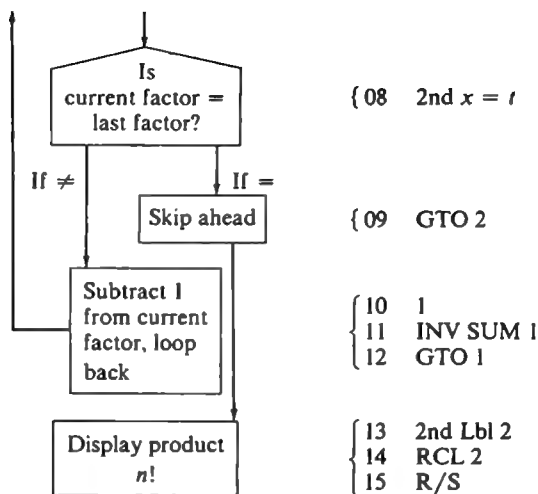 Is
current factor =
last factor?
{ 08 2nd x = t
If ≠
If =
Skip ahead
{ 09 GTO 2
Subtract 1
from current
factor, loop
back
10 1
11 INV SUM 1
12 GTO 1
Display product
n!
13 2nd Lbl 2
14 RCL 2
15 R/S